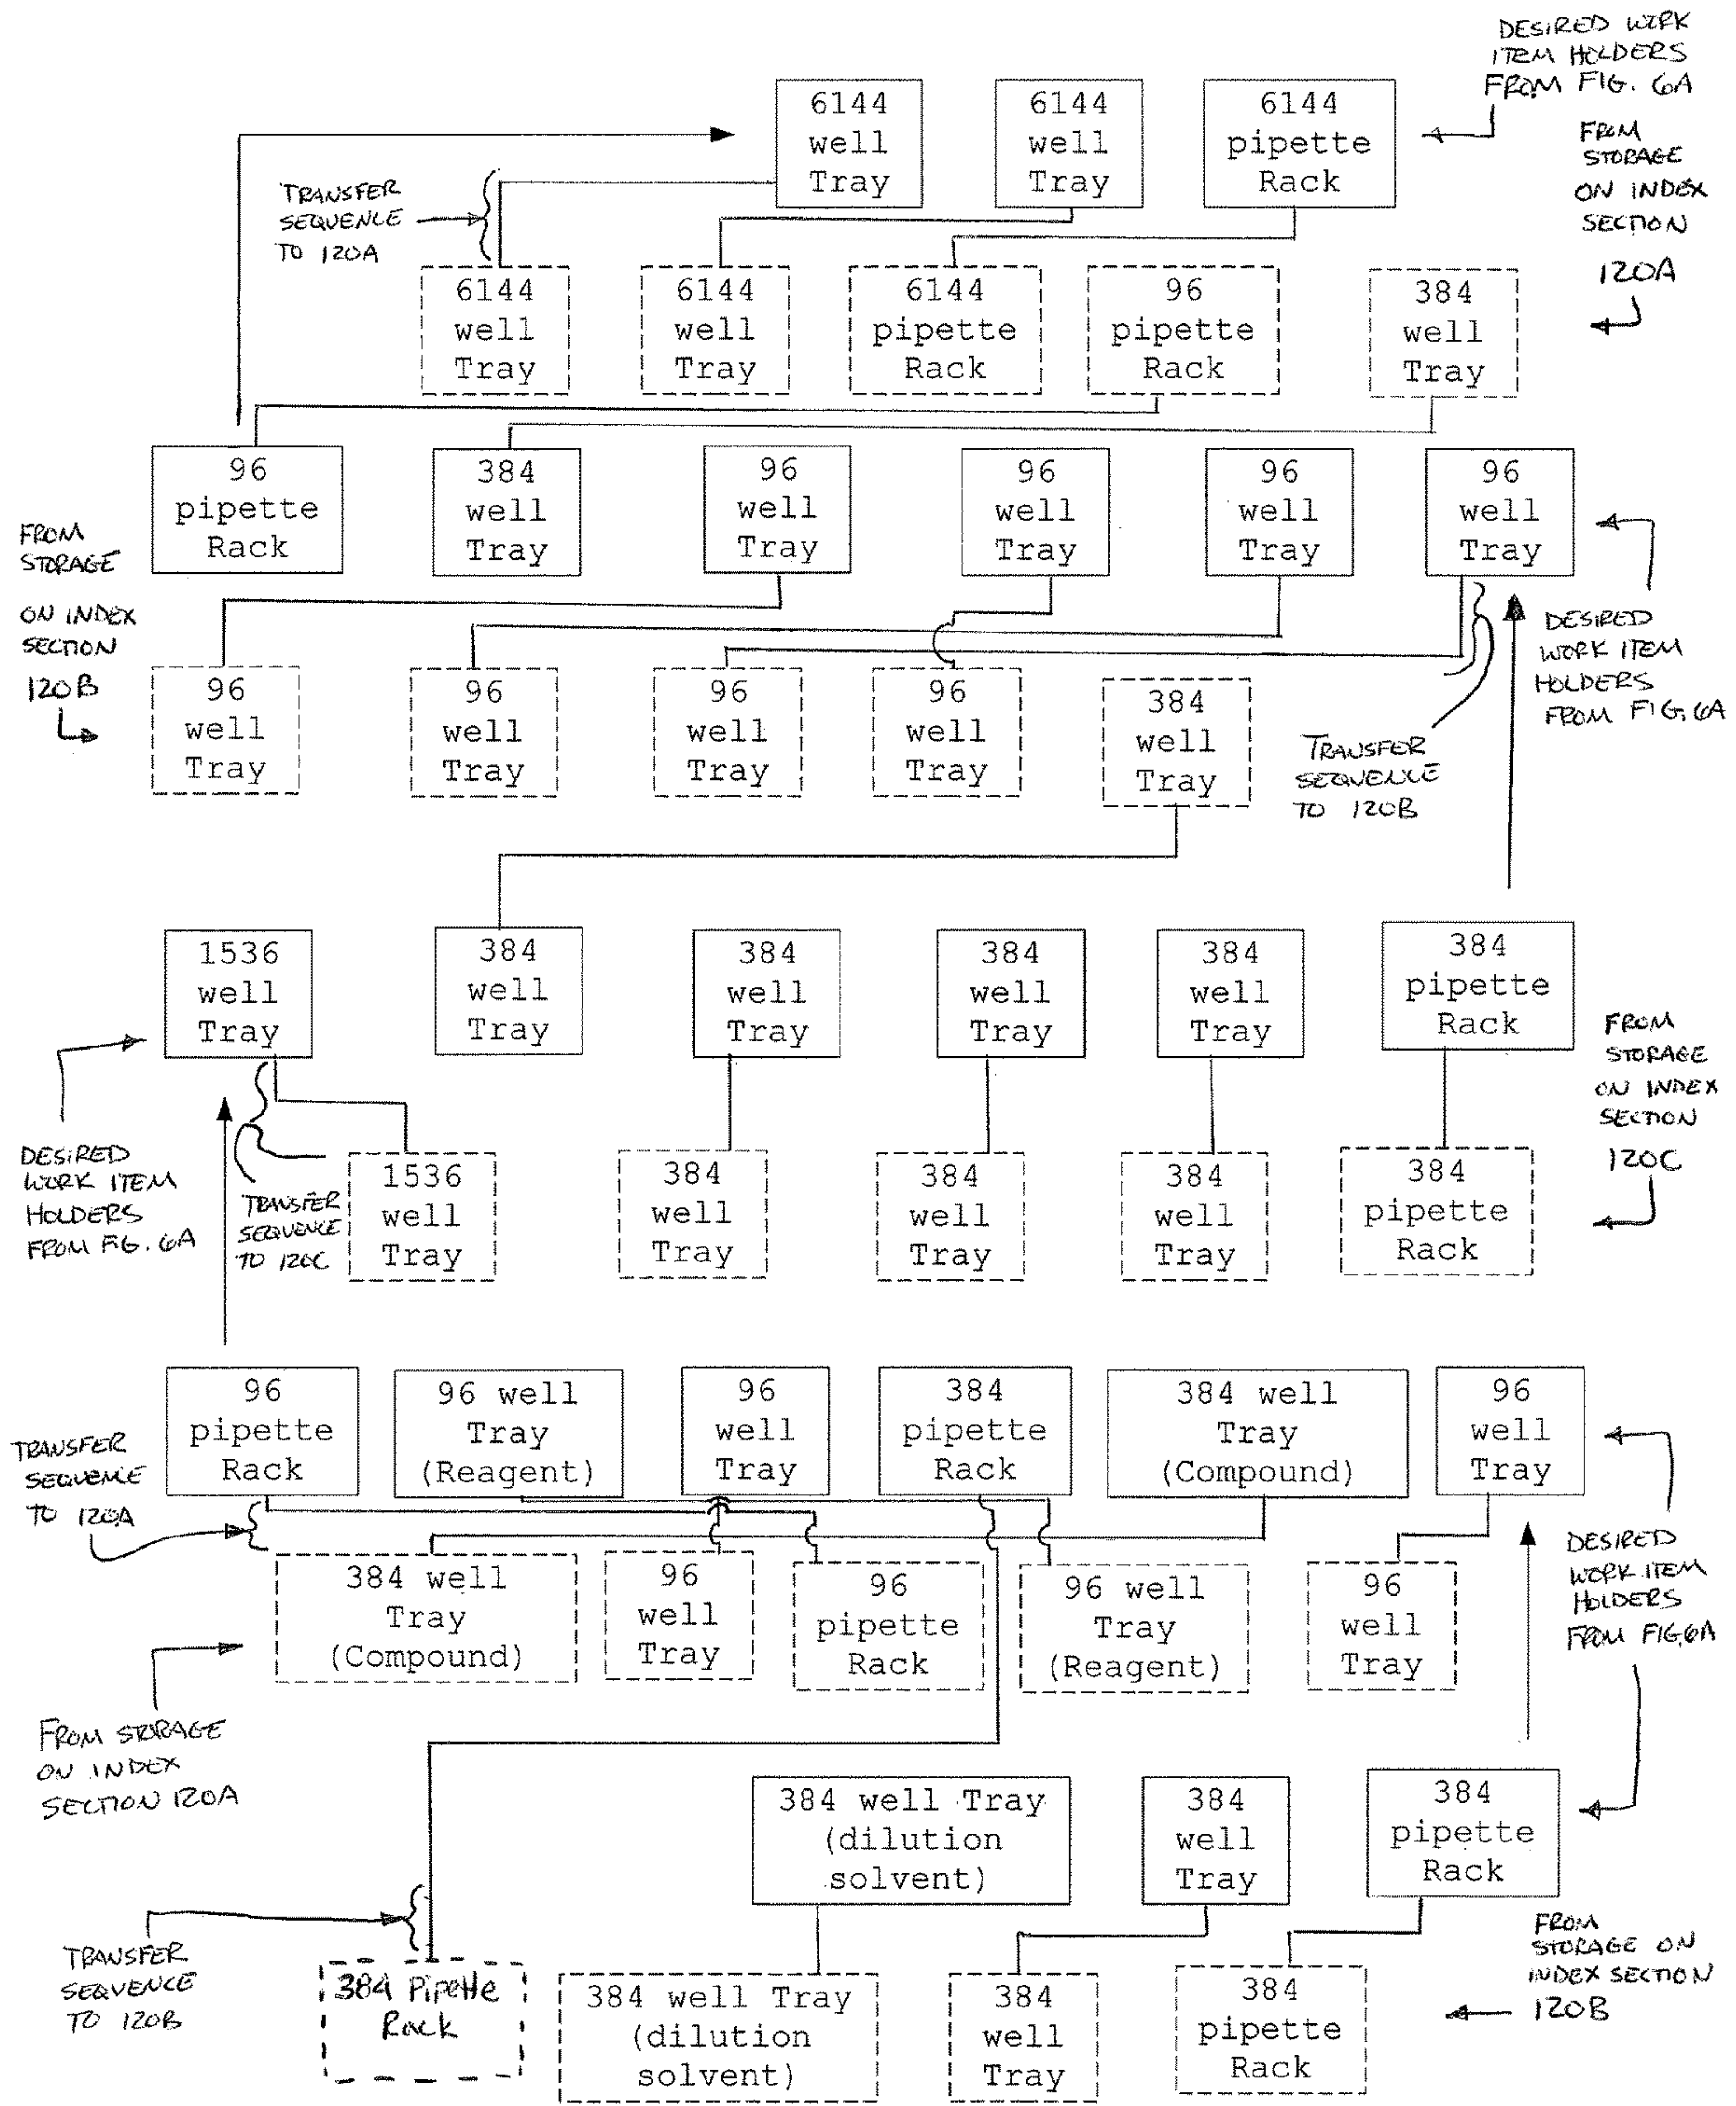 DESIRED WORK
ITEM HOLDERS
FROM FIG. 6A
6144
well
Tray
6144
well
Tray
6144
pipette
Rack
FROM
STORAGE
ON INDEX
SECTION
120A
TRANSFER
SEQUENCE
TO 120A
6144
well
Tray
6144
well
Tray
6144
pipette
Rack
96
pipette
Rack
384
well
Tray
96
pipette
Rack
384
well
Tray
96
well
Tray
96
well
Tray
96
well
Tray
96
well
Tray
FROM
STORAGE
ON INDEX
SECTION
120B
DESIRED
WORK ITEM
HOLDERS
FROM FIG. 6A
96
well
Tray
96
well
Tray
96
well
Tray
96
well
Tray
384
well
Tray
TRANSFER
SEQUENCE
TO 120B
1536
well
Tray
384
well
Tray
384
well
Tray
384
well
Tray
384
well
Tray
384
pipette
Rack
FROM
STORAGE
ON INDEX
SECTION
120C
DESIRED
WORK ITEM
HOLDERS
FROM FIG. 6A
TRANSFER
SEQUENCE
TO 120C
1536
well
Tray
384
well
Tray
384
well
Tray
384
well
Tray
384
pipette
Rack
96
pipette
Rack
96 well
Tray
(Reagent)
96
well
Tray
384
pipette
Rack
384 well
Tray
(Compound)
96
well
Tray
TRANSFER
SEQUENCE
TO 120A
DESIRED
WORK ITEM
HOLDERS
FROM FIG. 6A
384 well
Tray
(Compound)
96
well
Tray
96
pipette
Rack
96 well
Tray
(Reagent)
96
well
Tray
FROM STORAGE
ON INDEX
SECTION 120A
384 well Tray
(dilution
solvent)
384
well
Tray
384
pipette
Rack
TRANSFER
SEQUENCE
TO 120B
FROM
STORAGE ON
INDEX SECTION
120B
384 Pipette
Rack
384 well Tray
(dilution
solvent)
384
well
Tray
384
pipette
Rack